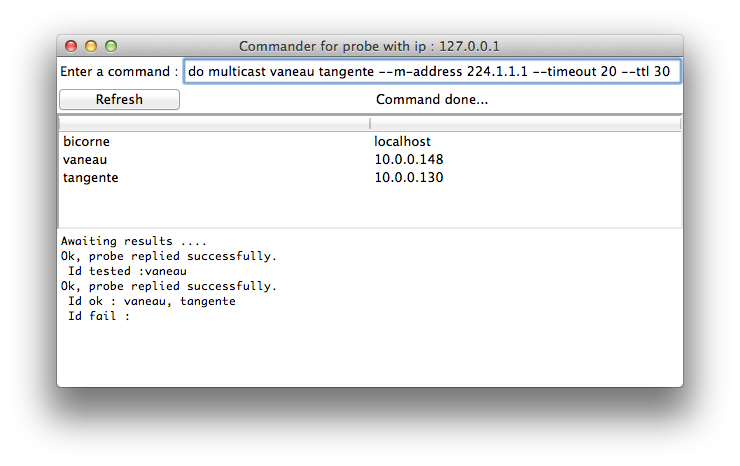 Commander for probe with ip : 127.0.0.1
Enter a command : do multicast vaneau tangente --m-address 224.1.1.1 --timeout 20 --ttl 30
Refresh Command done...
bicorne localhost
vaneau 10.0.0.148
tangente 10.0.0.130
Awaiting results ....
Ok, probe replied successfully.
Id tested :vaneau
Ok, probe replied successfully.
Id ok : vaneau, tangente
Id fail :